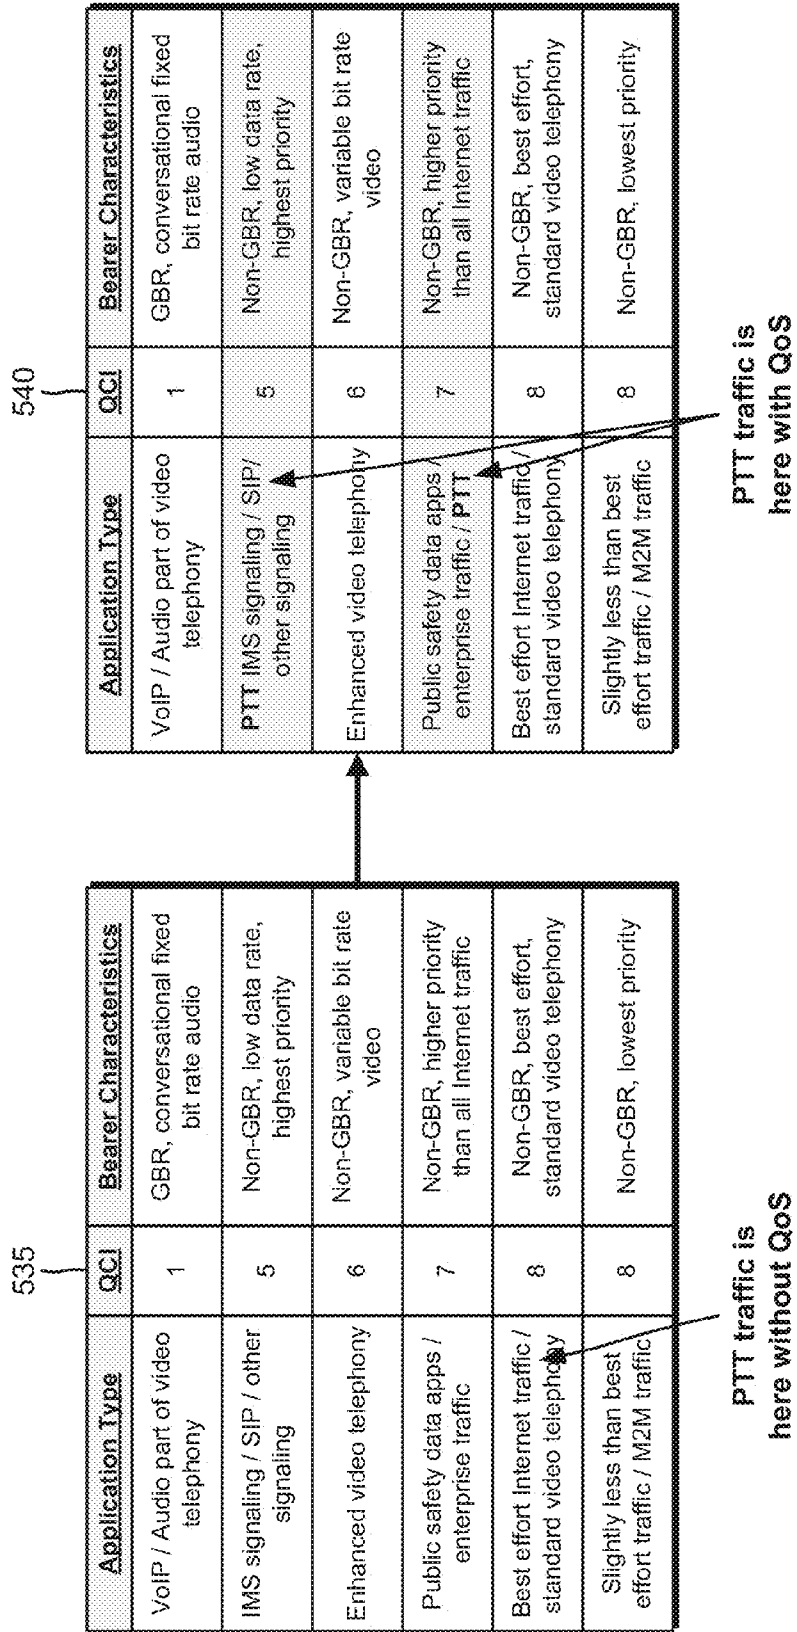 535
Application Type QCI Bearer Characteristics
VoIP / Audio part of video
telephony
1
GBR, conversational fixed
bit rate audio
IMS signaling / SIP / other
signaling
5
Non-GBR, low data rate,
highest priority
Enhanced video telephony
6
Non-GBR, variable bit rate
video
Public safety data apps /
enterprise traffic
7
Non-GBR, higher priority
than all Internet traffic
Best effort Internet traffic /
standard video telephony
8
Non-GBR, best effort,
standard video telephony
Slightly less than best
effort traffic / M2M traffic
8
Non-GBR, lowest priority
PTT traffic is
here without QoS
540
Application Type QCI Bearer Characteristics
VoIP / Audio part of video
telephony
1
GBR, conversational fixed
bit rate audio
PTT IMS signaling / SIP/
other signaling
5
Non-GBR, low data rate,
highest priority
Enhanced video telephony
6
Non-GBR, variable bit rate
video
Public safety data apps /
enterprise traffic / PTT
7
Non-GBR, higher priority
than all Internet traffic
Best effort Internet traffic /
standard video telephony
8
Non-GBR, best effort,
standard video telephony
Slightly less than best
effort traffic / M2M traffic
8
Non-GBR, lowest priority
PTT traffic is
here with QoS